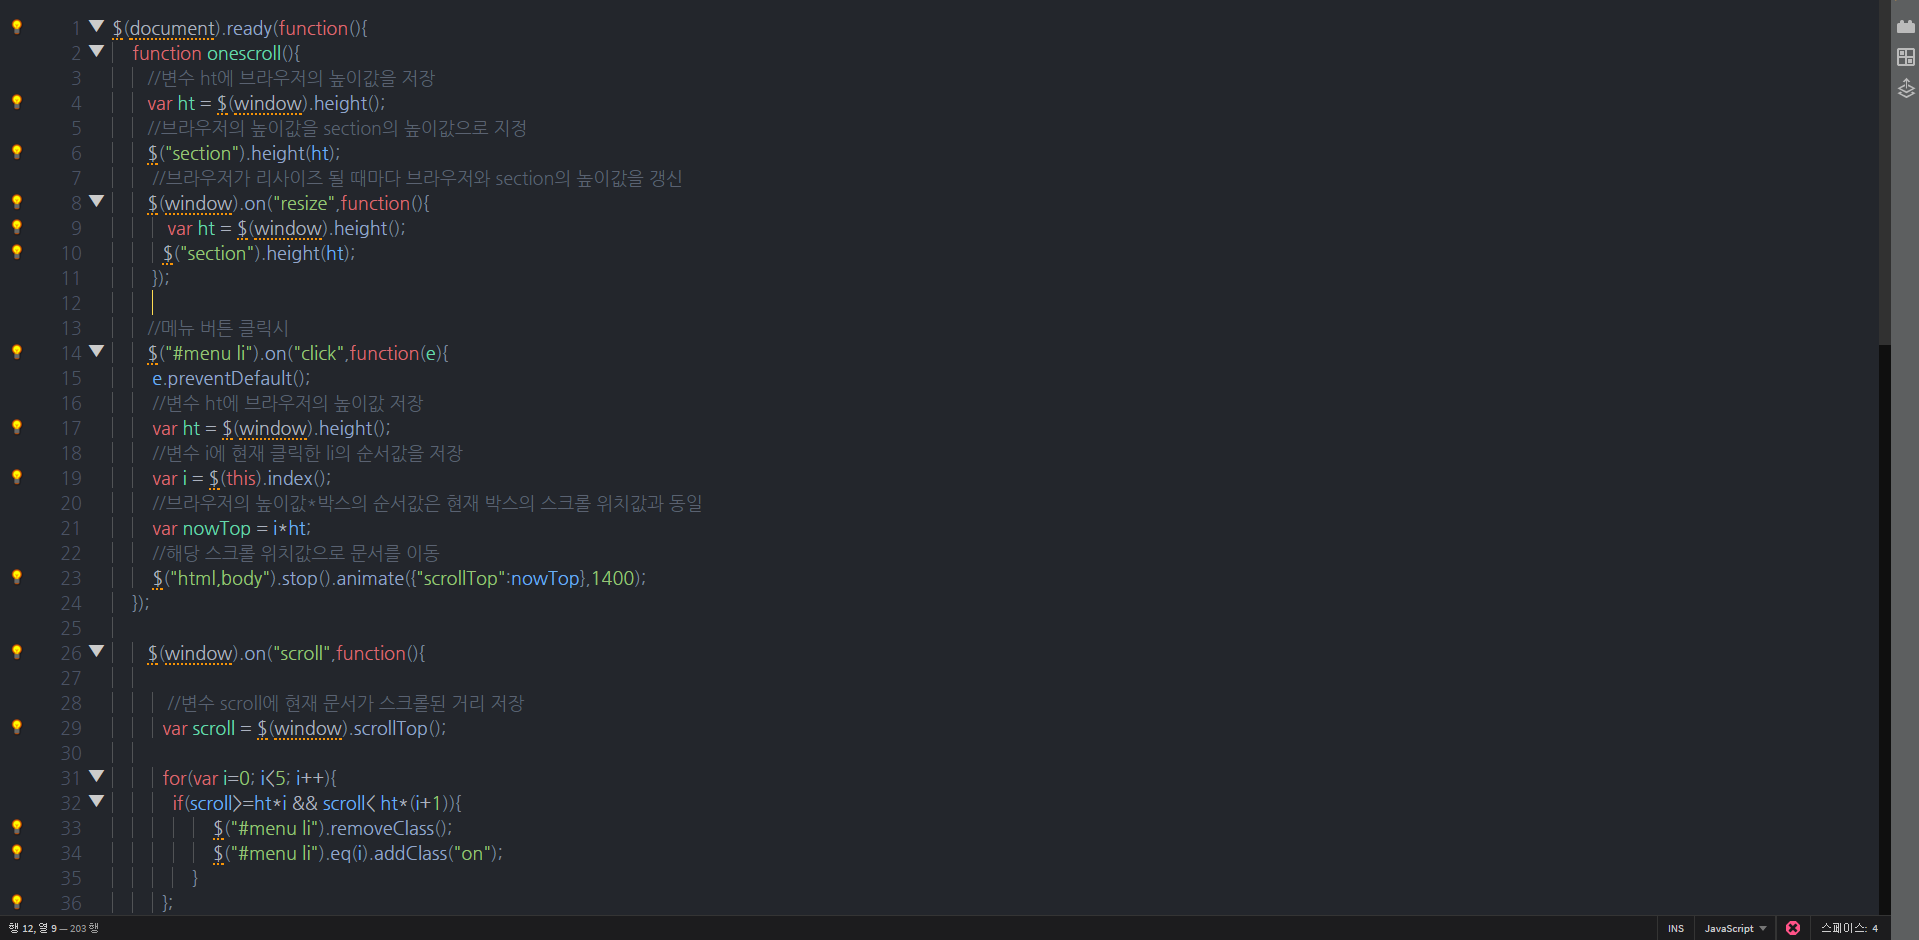 1 $(document).ready(function(){
2 function onescroll(){
3 //변수 ht에 브라우저의 높이값을 저장
4 var ht = $(window).height();
5 //브라우저의 높이값을 section의 높이값으로 지정
6 $("section").height(ht);
7 //브라우저가 리사이즈 될 때마다 브라우저와 section의 높이값을 갱신
8 $(window).on("resize",function(){
9 var ht = $(window).height();
10 $("section").height(ht);
11 });
12
13 //메뉴 버튼 클릭시
14 $("#menu li").on("click",function(e){
15 e.preventDefault();
16 //변수 ht에 브라우저의 높이값 저장
17 var ht = $(window).height();
18 //변수 i에 현재 클릭한 li의 순서값을 저장
19 var i = $(this).index();
20 //브라우저의 높이값*박스의 순서값은 현재 박스의 스크롤 위치값과 동일
21 var nowTop = i*ht;
22 //해당 스크롤 위치값으로 문서를 이동
23 $("html,body").stop().animate({"scrollTop":nowTop},1400);
24 });
25
26 $(window).on("scroll",function(){
27
28 //변수 scroll에 현재 문서가 스크롤된 거리 저장
29 var scroll = $(window).scrollTop();
30
31 for(var i=0; i<5; i++){
32 if(scroll>=ht*i && scroll< ht*(i+1)){
33 $("#menu li").removeClass();
34 $("#menu li").eq(i).addClass("on");
35 }
36 };
행 12, 열 9 — 203 행 INS JavaScript 스페이스: 4